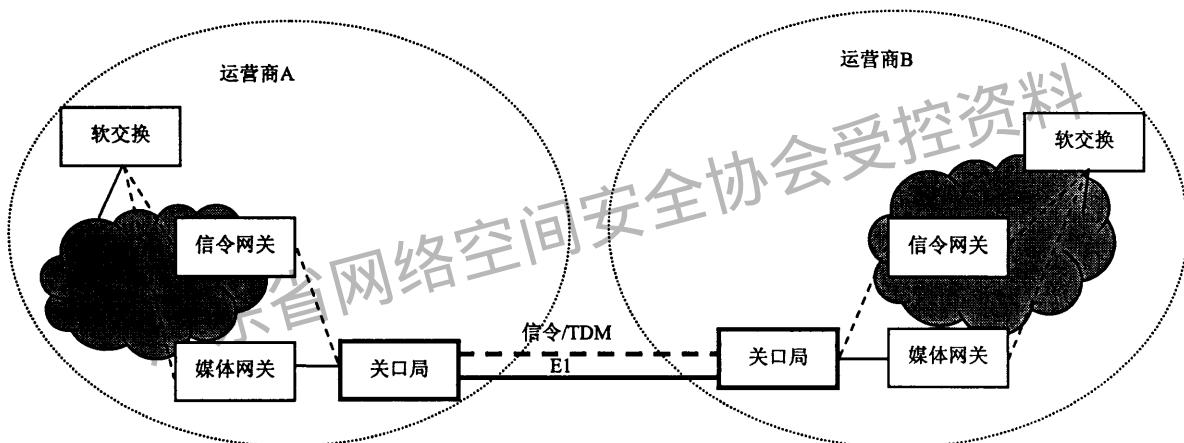 运营商A
运营商B
软交换
软交换
信令网关
信令网关
信令/TDM
E1
媒体网关
关口局
关口局
媒体网关
省网络空间安全协会受控资料